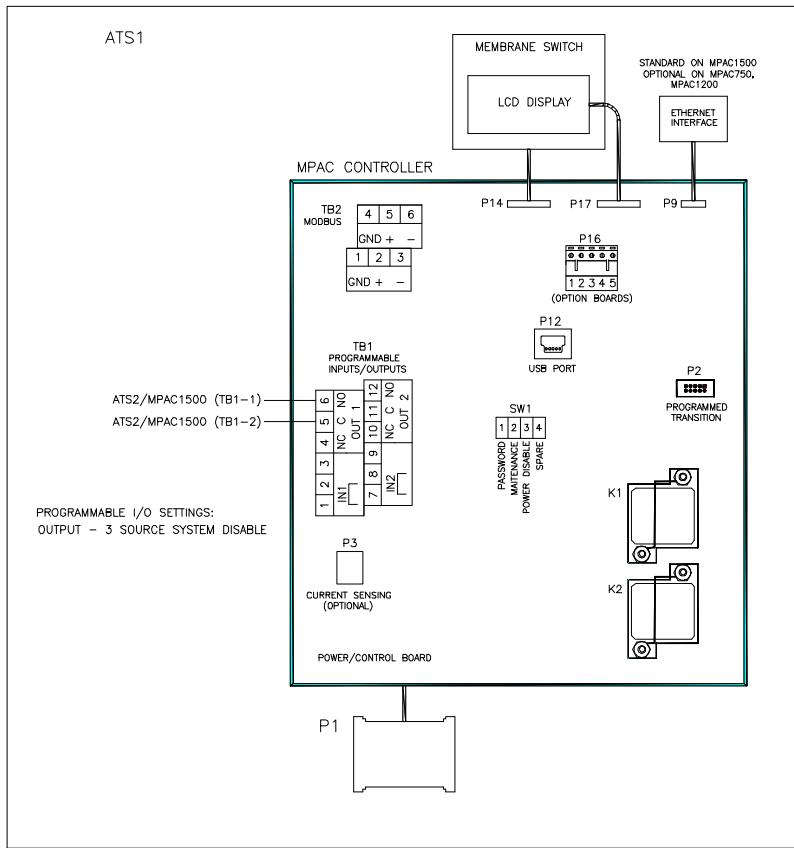 ATS1
MEMBRANE SWITCH
LCD DISPLAY
STANDARD ON MPAC1500
OPTIONAL ON MPAC750,
MPAC1200
ETHERNET
INTERFACE
MPAC CONTROLLER
P14
P17
P9
TB2
MODBUS
4 5 6
GND + -
1 2 3
GND + -
P16
1 2 3 4 5
(OPTION BOARDS)
P12
USB PORT
P2
PROGRAMMED
TRANSITION
TB1
PROGRAMMABLE
INPUTS/OUTPUTS
ATS2/MPAC1500 (TB1-1)
ATS2/MPAC1500 (TB1-2)
1 2 3 4 5 6
IN1
NC C NO
OUT 1
7 8 9 10 11 12
IN2
NC C NO
OUT 2
SW1
1 2 3 4
PASSWORD
MAITENANCE
POWER DISABLE
SPARE
K1
K2
PROGRAMMABLE I/O SETTINGS:
OUTPUT - 3 SOURCE SYSTEM DISABLE
P3
CURRENT SENSING
(OPTIONAL)
POWER/CONTROL BOARD
P1